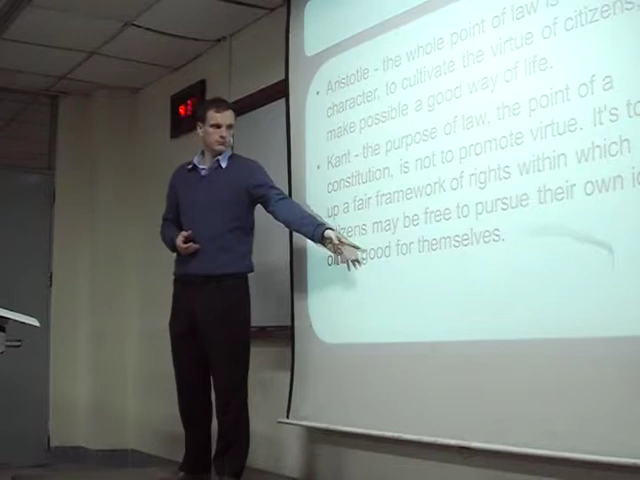 • Aristotle - the whole point of law is
character, to cultivate the virtue of citizens
make possible a good way of life.
• Kant - the purpose of law, the point of a
constitution, is not to promote virtue. It's to
up a fair framework of rights within which
may be free to pursue their own
good for themselves.